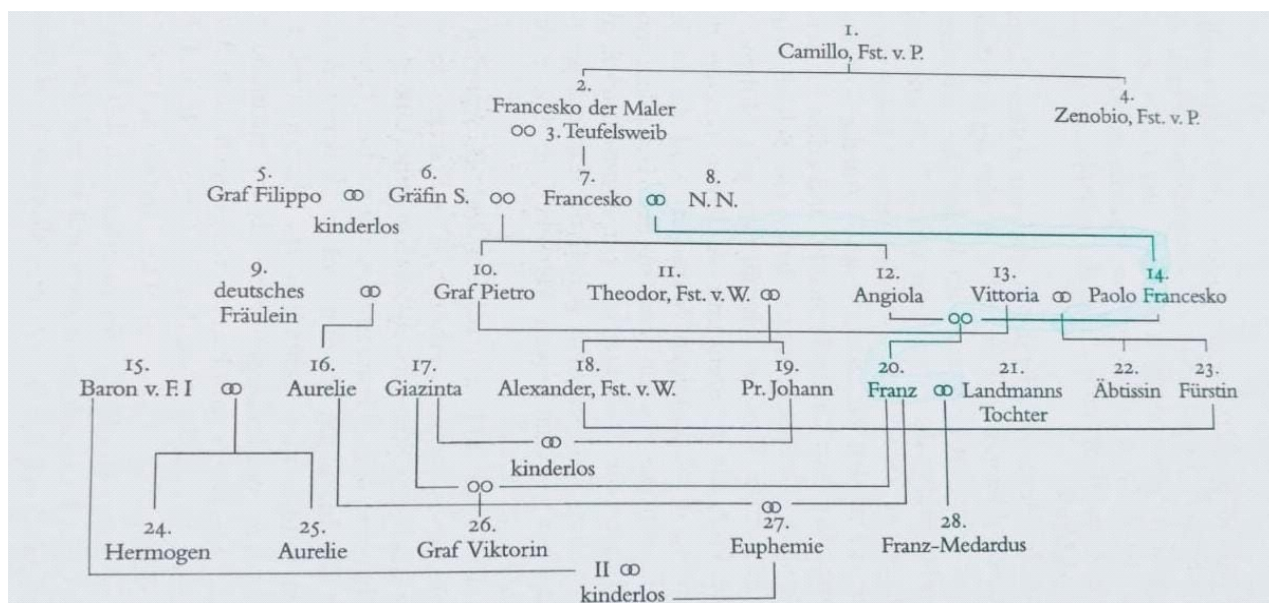 1.
Camillo, Fst. v. P.
2.
Francesko der Maler
oo 3. Teufelsweib
4.
Zenobio, Fst. v. P.
5.
Graf Filippo
6.
Gräfin S.
7.
Francesko
8.
N. N.
kinderlos
9.
deutsches
Fräulein
10.
Graf Pietro
11.
Theodor, Fst. v. W.
12.
Angiola
13.
Vittoria
14.
Paolo Francesko
15.
Baron v. F. I
16.
Aurelie
17.
Giazinta
18.
Alexander, Fst. v. W.
19.
Pr. Johann
20.
Franz
21.
Landmanns
Tochter
22.
Äbtissin
23.
Fürstin
kinderlos
24.
Hermogen
25.
Aurelie
26.
Graf Viktorin
27.
Euphemie
28.
Franz-Medardus
II
kinderlos